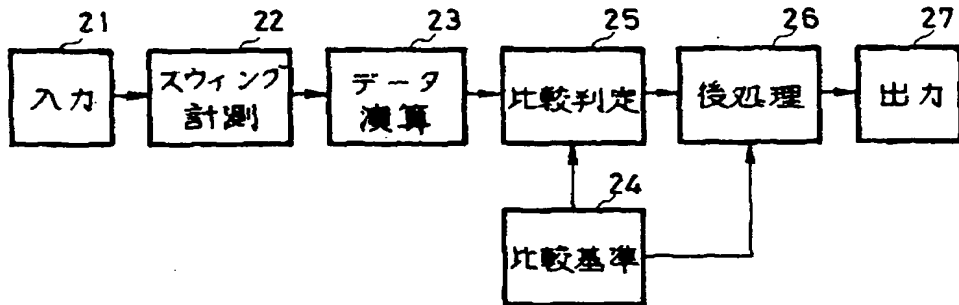 21
22
23
25
26
27
入力
スウィング
計測
データ
演算
比較判定
後処理
出力
24
比較基準